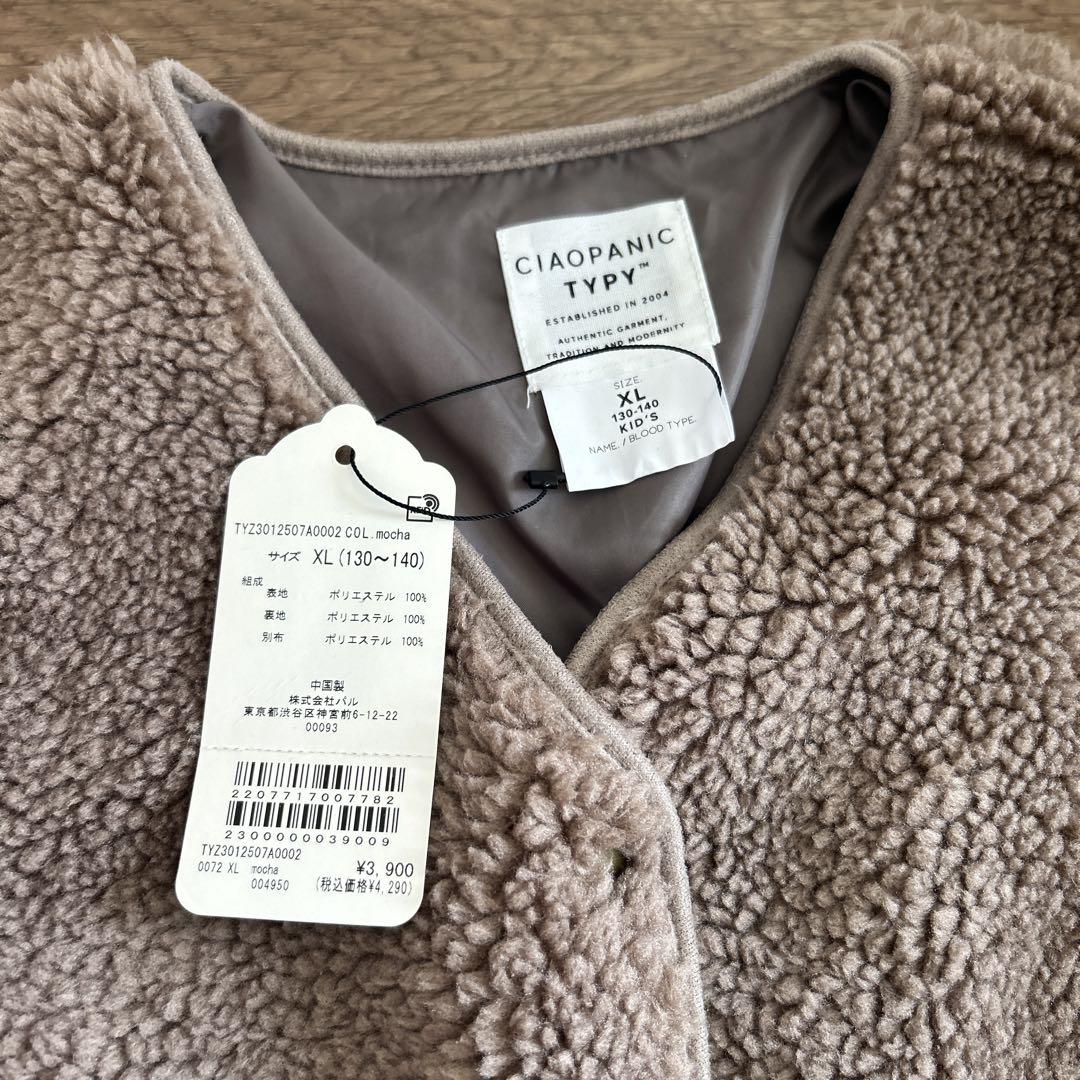 CIAOPANIC
TYPY™
ESTABLISHED IN 2004
AUTHENTIC GARMENT,
TRADITION AND MODERNITY
SIZE.
XL
130-140
KID'S
NAME. / BLOOD TYPE.
TYZ3012507A0002 COL.mocha
サイズ XL(130〜140)
組成
表地 ポリエステル 100%
裏地 ポリエステル 100%
別布 ポリエステル 100%
中国製
株式会社パル
東京都渋谷区神宮前6-12-22
00093
2207717007782
2300000039009
TYZ3012507A0002
0072 XL mocha
¥3,900
004950
(税込価格¥4,290)